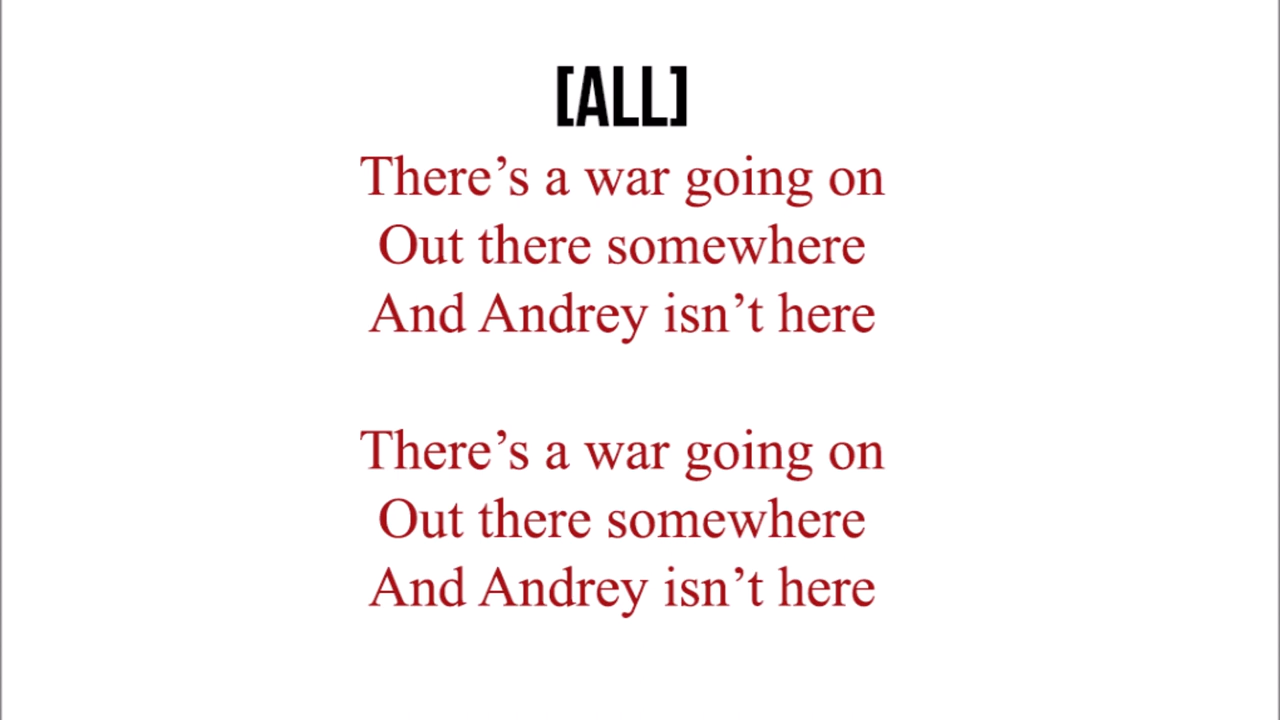 [ALL]
There’s a war going on
Out there somewhere
And Andrey isn’t here
There’s a war going on
Out there somewhere
And Andrey isn’t here